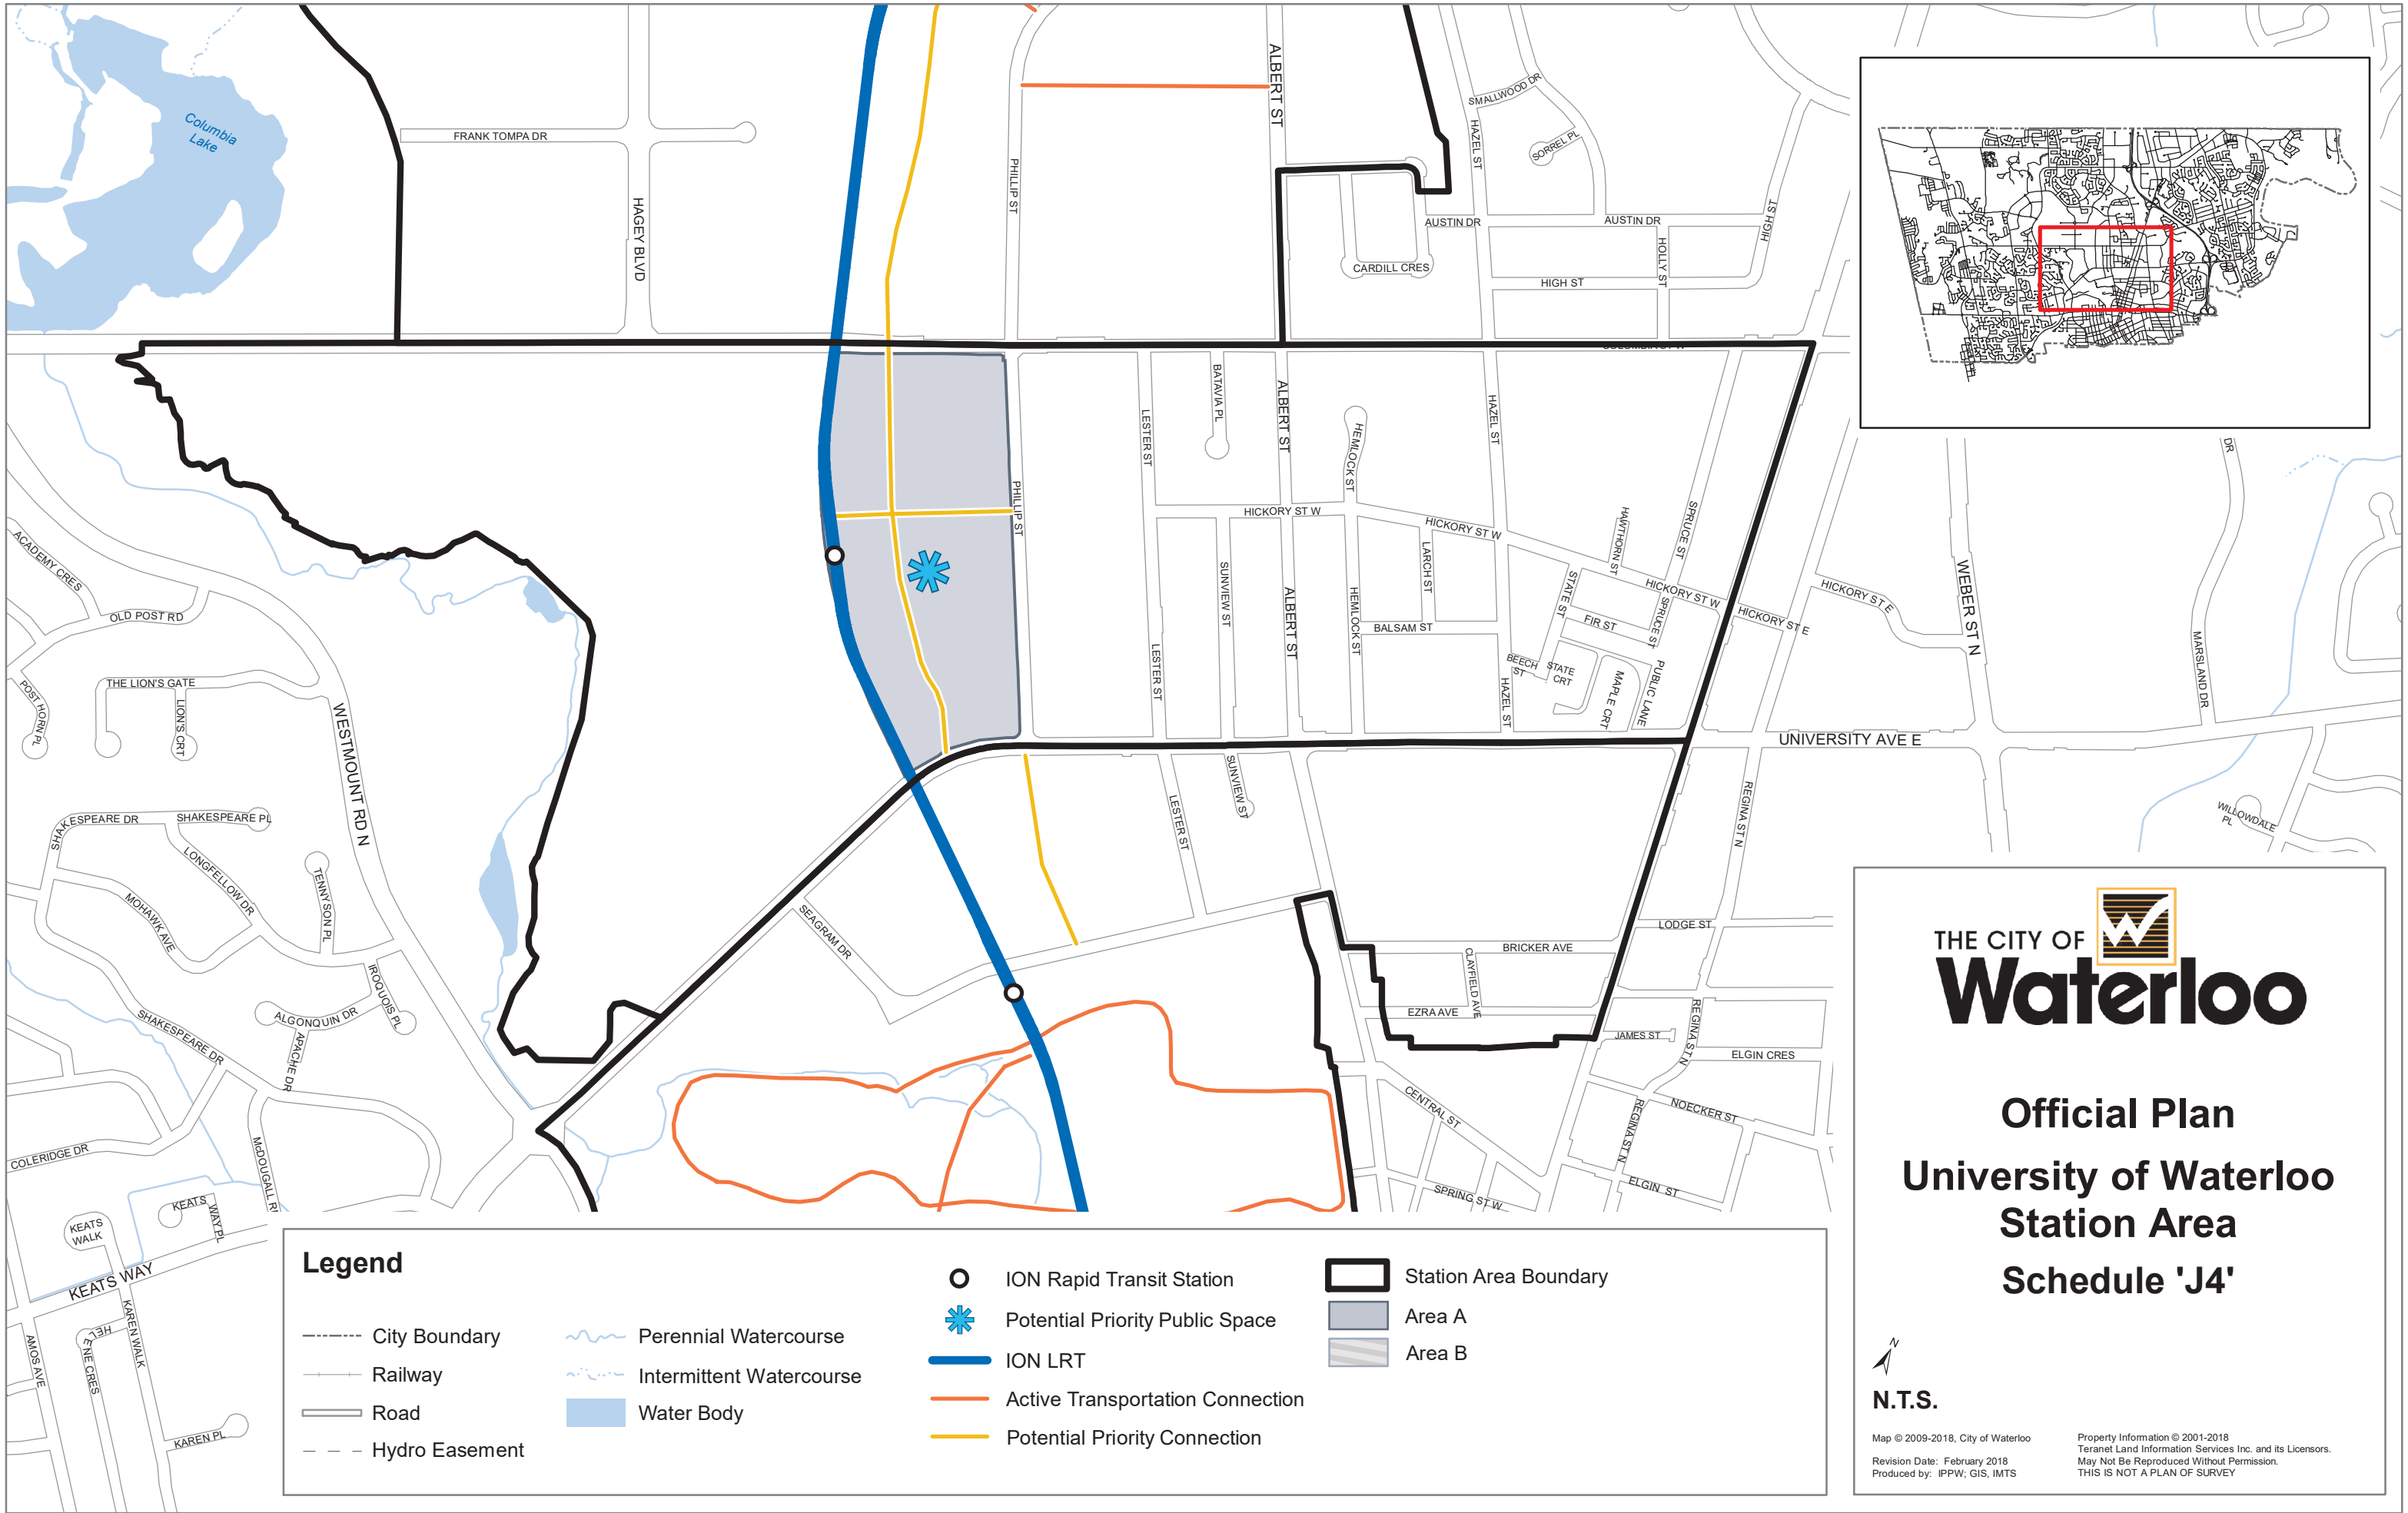 Columbia
Lake
FRANK TOMPA DR
HAGEY BLVD
PHILLIP ST
ALBERT ST
HAZEL ST
SMALLWOOD DR
SORREL PL
AUSTIN DR
AUSTIN DR
HIGH ST
HOLLY ST
HIGH ST
CARDILL CRES
LESTER ST
BATAVIA PL
ALBERT ST
HEMLOCK ST
HAZEL ST
PHILLIP ST
HICKORY ST W
HICKORY ST W
HAWTHORN ST
SPRUCE ST
HICKORY ST W
HICKORY ST E
HICKORY ST E
WEBER ST N
DR
MARSLAND DR
SUNVIEW ST
ALBERT ST
HEMLOCK ST
LARCH ST
BALSAM ST
STATE ST
FIR ST
SPRUCE ST
BEECH
ST
STATE
CRT
MAPLE CRT
PUBLIC LANE
LESTER ST
HAZEL ST
UNIVERSITY AVE E
ACADEMY CRES
OLD POST RD
THE LION'S GATE
LION'S CRT
POST HORN PL
WESTMOUNT RD N
SHAKESPEARE DR
SHAKESPEARE PL
LONGFELLOW DR
MOHAWK AVE
TENNYSON PL
IROQUOIS PL
ALGONQUIN DR
APACHE DR
SHAKESPEARE DR
COLERIDGE DR
McDOUGALL R
KEATS
WAY PL
KEATS
WALK
KEATS WAY
KAREN WALK
HELENE CRES
AMOS AVE
KAREN PL
SEAGRAM DR
LESTER ST
SUNVIEW ST
REGINA ST N
WILLOWDALE
PL
LODGE ST
BRICKER AVE
CLAYFIELD AVE
EZRA AVE
JAMES ST
REGINA ST N
ELGIN CRES
CENTRAL ST
NOECKER ST
REGINA ST N
ELGIN ST
SPRING ST W
THE CITY OF
Waterloo
Official Plan
University of Waterloo
Station Area
Schedule 'J4'
N
N.T.S.
Map © 2009-2018, City of Waterloo
Revision Date: February 2018
Produced by: IPPW; GIS, IMTS
Property Information © 2001-2018
Teranet Land Information Services Inc. and its Licensors.
May Not Be Reproduced Without Permission.
THIS IS NOT A PLAN OF SURVEY
Legend
City Boundary
Railway
Road
Hydro Easement
Perennial Watercourse
Intermittent Watercourse
Water Body
ION Rapid Transit Station
Potential Priority Public Space
ION LRT
Active Transportation Connection
Potential Priority Connection
Station Area Boundary
Area A
Area B